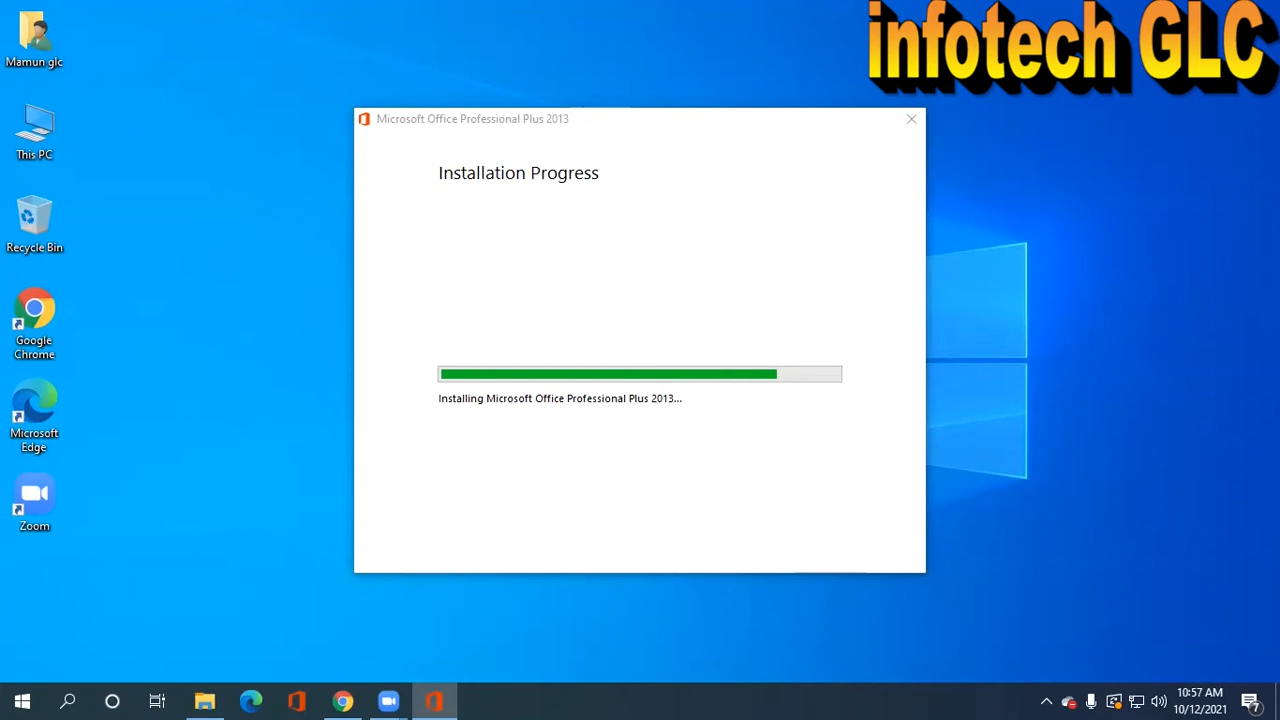 infotech GLC
Mamun glc
This PC
Recycle Bin
Google
Chrome
Microsoft
Edge
Zoom
Microsoft Office Professional Plus 2013
Installation Progress
Installing Microsoft Office Professional Plus 2013...
10:57 AM
10/12/2021
7